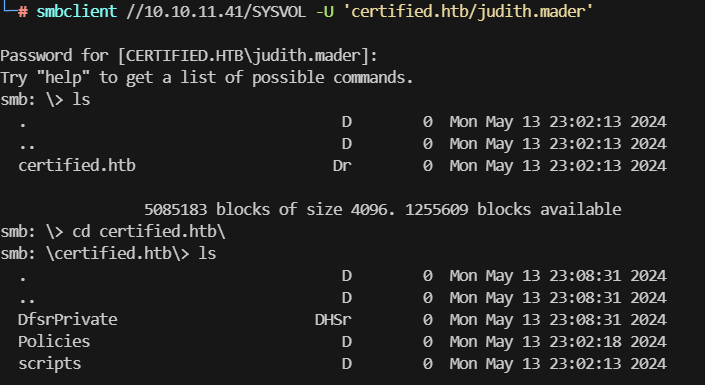 └─# smbclient //10.10.11.41/SYSVOL -U 'certified.htb/judith.mader'
Password for [CERTIFIED.HTB\judith.mader]:
Try "help" to get a list of possible commands.
smb: \> ls
  .                                   D        0  Mon May 13 23:02:13 2024
  ..                                  D        0  Mon May 13 23:02:13 2024
  certified.htb                      Dr        0  Mon May 13 23:02:13 2024
                5085183 blocks of size 4096. 1255609 blocks available
smb: \> cd certified.htb\
smb: \certified.htb\> ls
  .                                   D        0  Mon May 13 23:08:31 2024
  ..                                  D        0  Mon May 13 23:08:31 2024
  DfsrPrivate                      DHSr        0  Mon May 13 23:08:31 2024
  Policies                            D        0  Mon May 13 23:02:18 2024
  scripts                             D        0  Mon May 13 23:02:13 2024